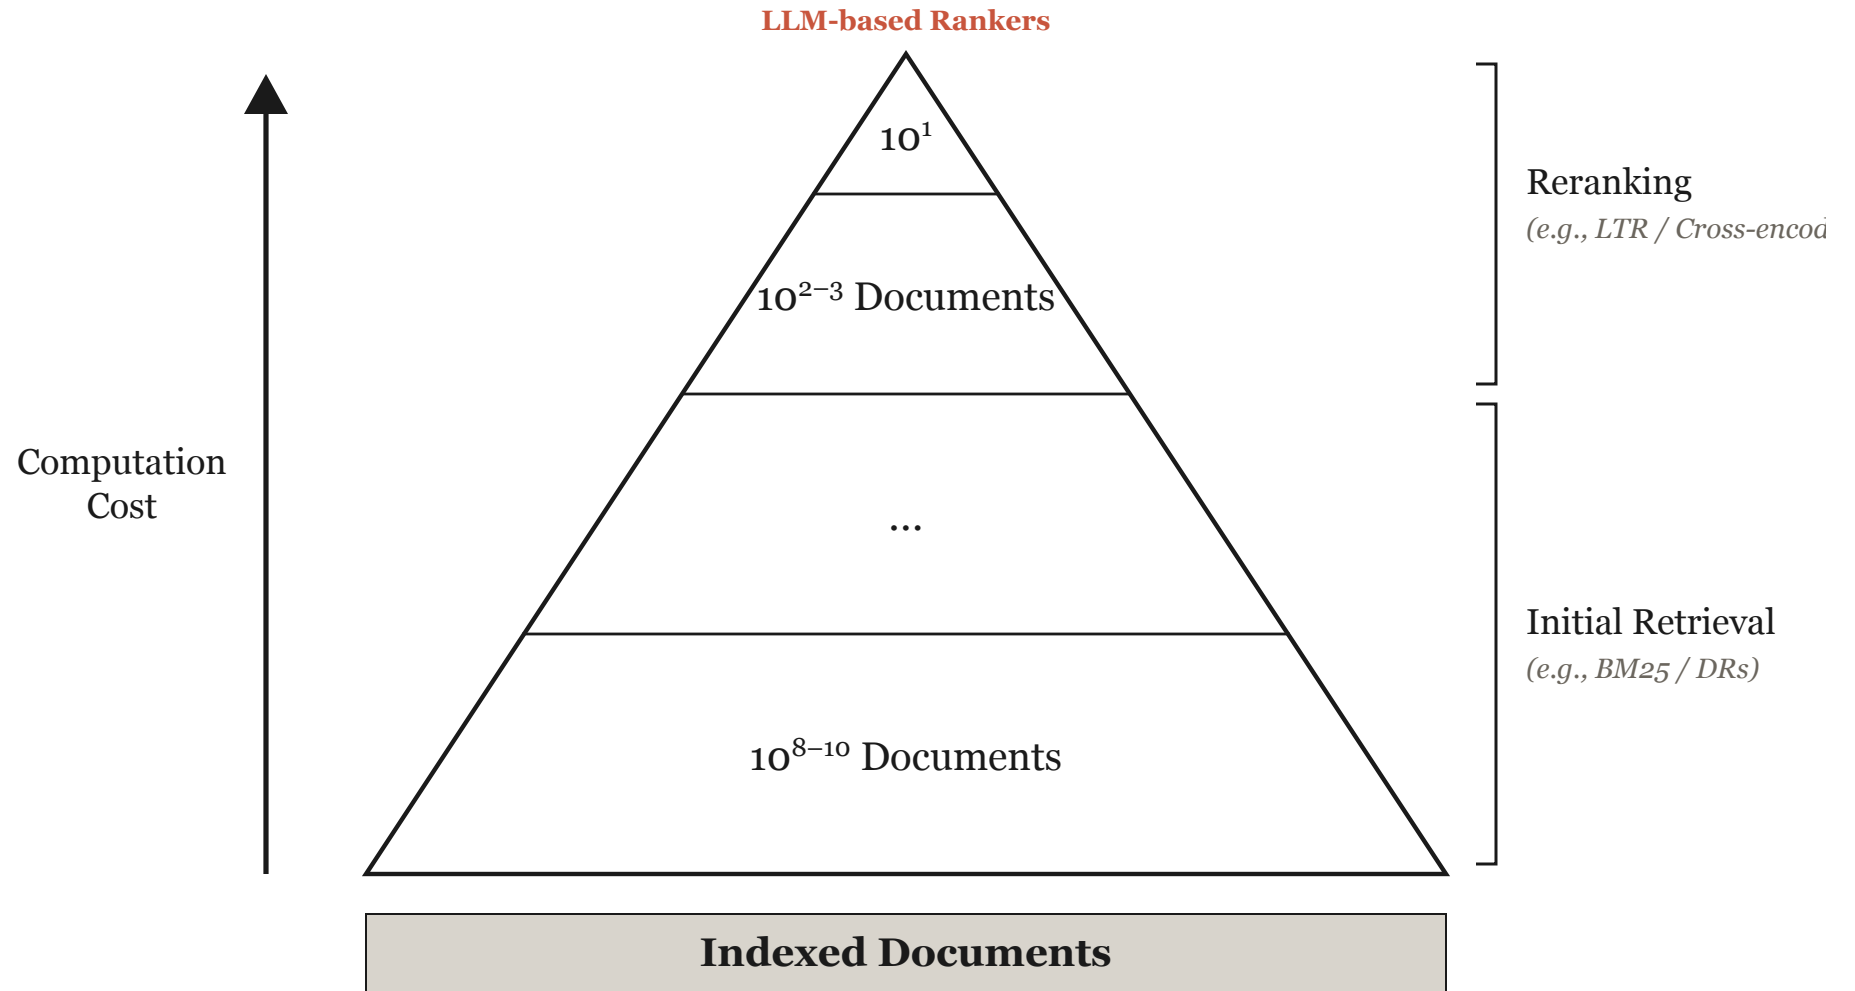 LLM-based Rankers
10¹
Reranking
(e.g., LTR / Cross-encod
10²⁻³ Documents
Computation
Cost
...
Initial Retrieval
(e.g., BM25 / DRs)
10⁸⁻¹⁰ Documents
Indexed Documents